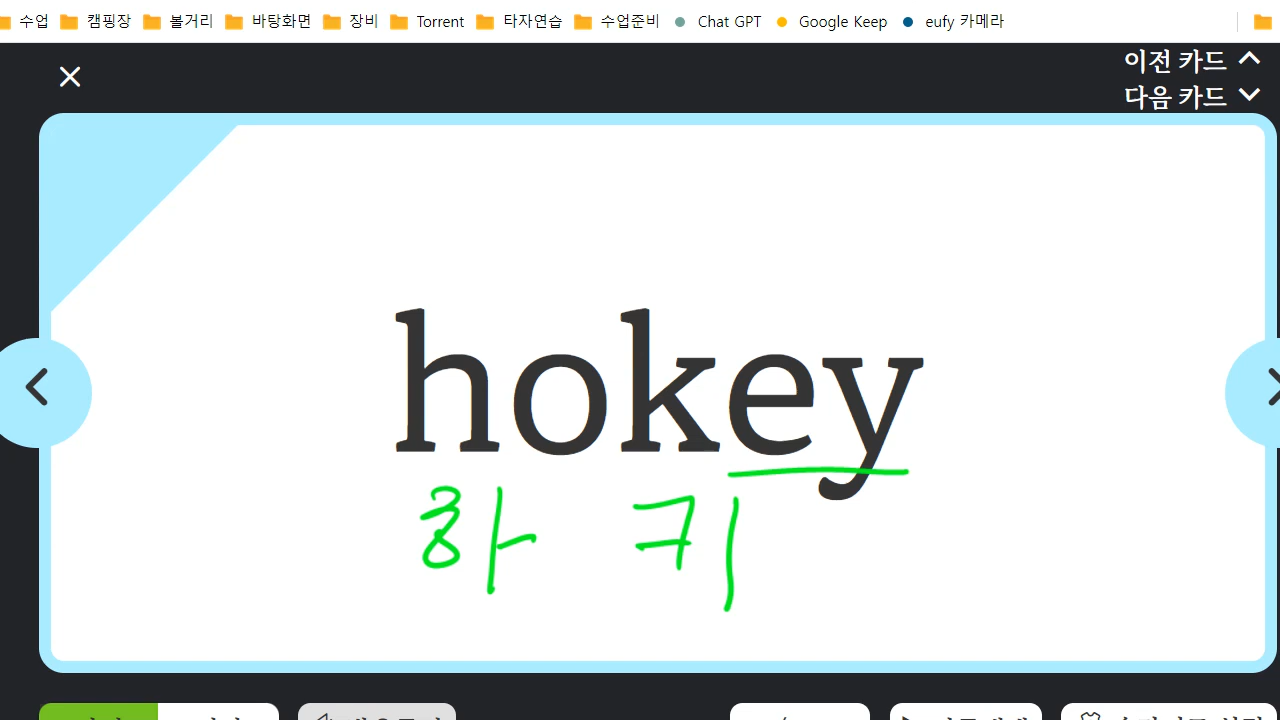 수업 캠핑장 볼거리 바탕화면 장비 Torrent 타자연습 수업준비 Chat GPT Google Keep eufy 카메라
이전 카드
다음 카드
hokey
하 키